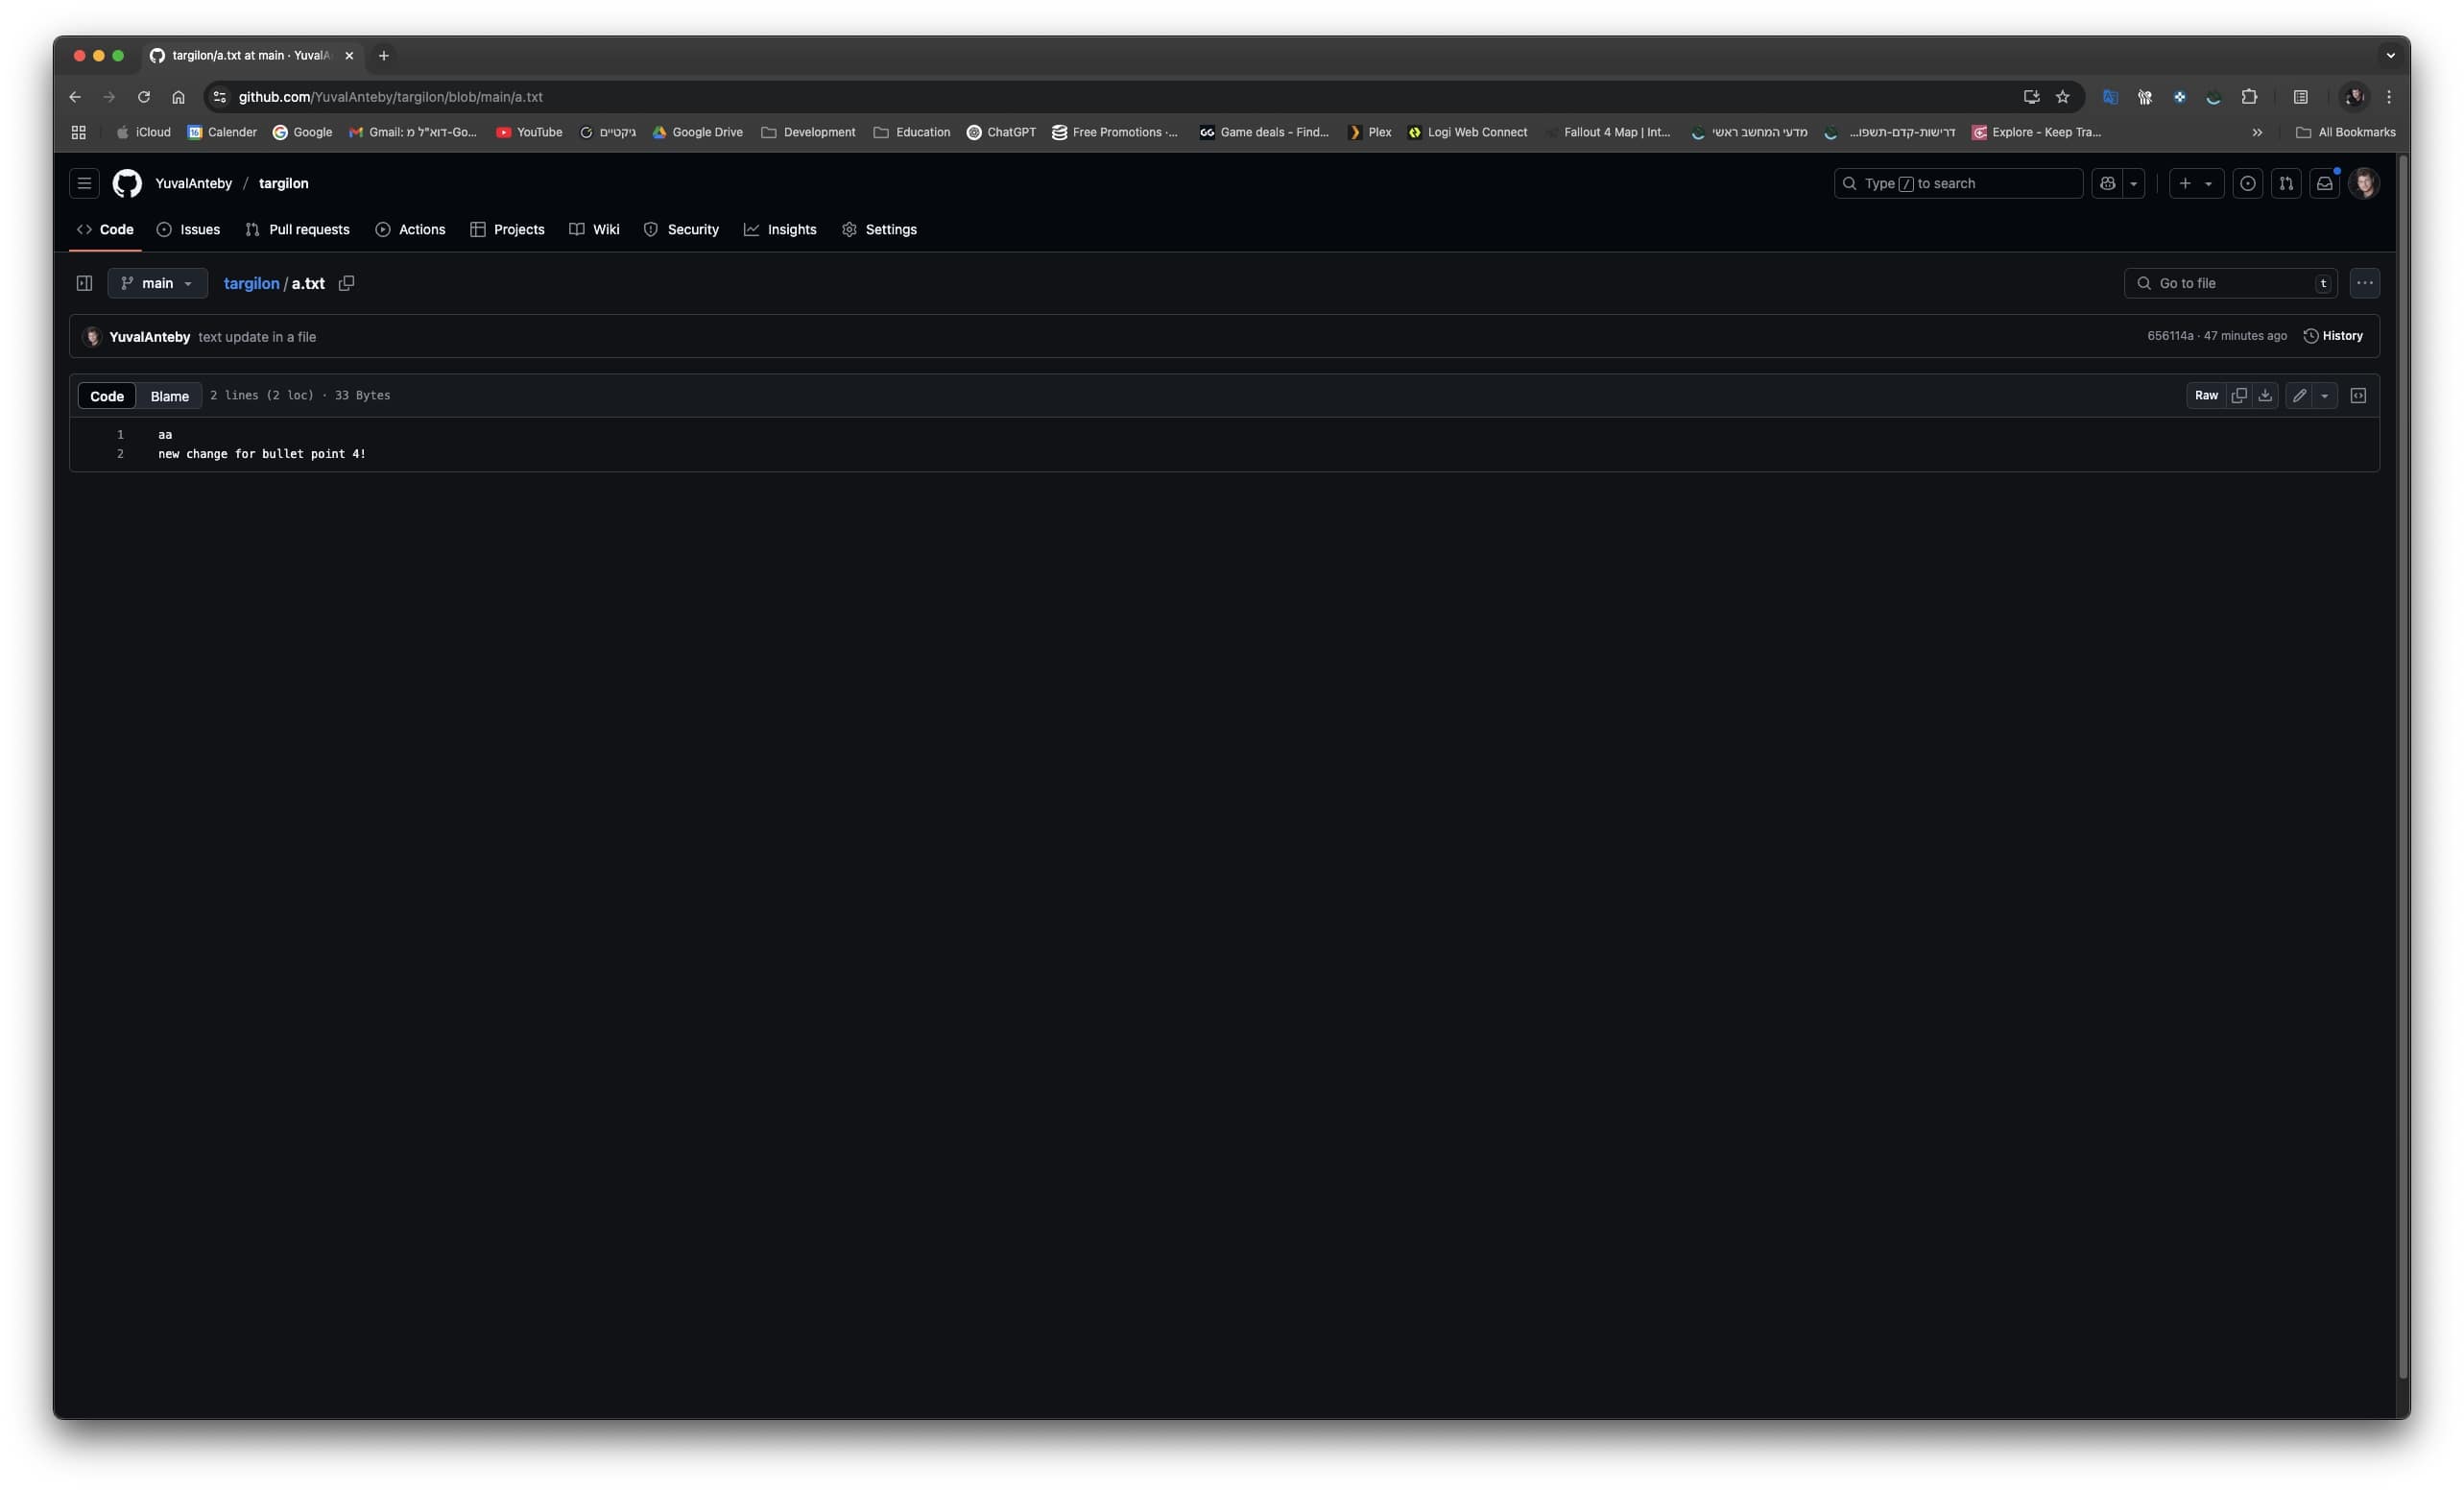 targilon/a.txt at main · YuvalA
github.com/YuvalAnteby/targilon/blob/main/a.txt
iCloud
16 Calender
Google
Gmail: דוא"ל מ-Go...
YouTube
גיקטיים
Google Drive
Development
Education
ChatGPT
Free Promotions ·...
GG Game deals - Find...
Plex
Logi Web Connect
Fallout 4 Map | Int...
מדעי המחשב ראשי
דרישות-קדם-תשפו...
Explore - Keep Tra...
All Bookmarks
YuvalAnteby / targilon
Type / to search
Code
Issues
Pull requests
Actions
Projects
Wiki
Security
Insights
Settings
main
targilon / a.txt
Go to file t
YuvalAnteby text update in a file
656114a · 47 minutes ago
History
Code Blame 2 lines (2 loc) · 33 Bytes
Raw
1 aa
2 new change for bullet point 4!